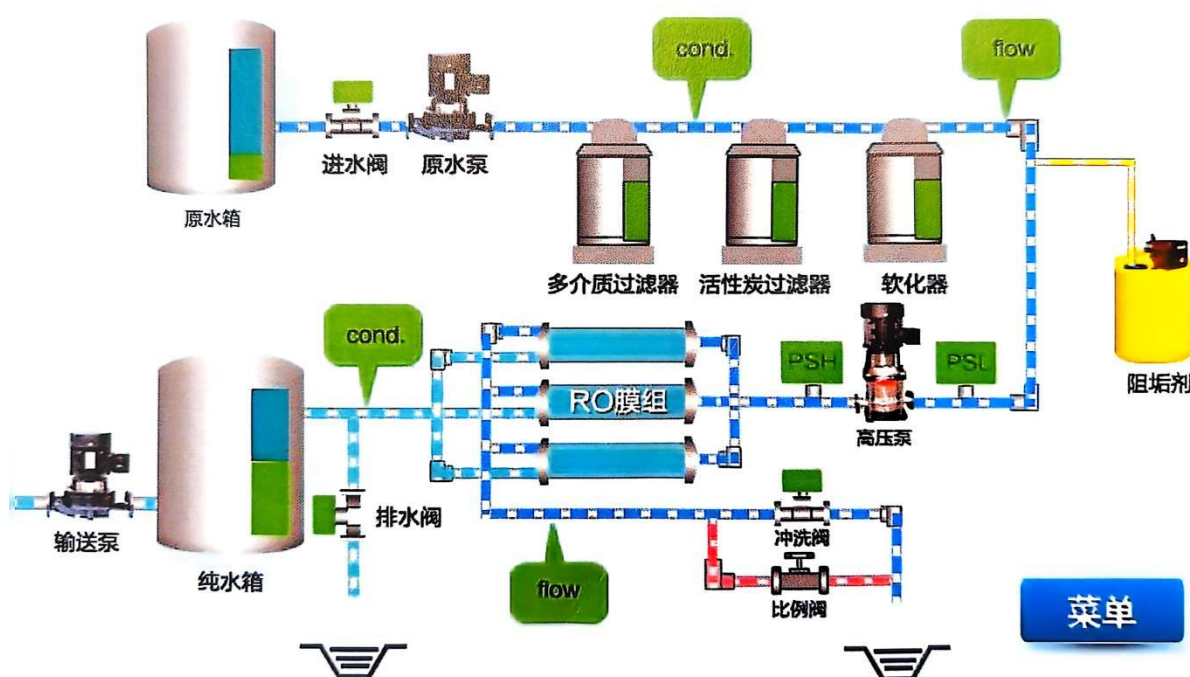 cond.
flow
进水阀
原水泵
原水箱
多介质过滤器
活性炭过滤器
软化器
阻垢剂
cond.
RO膜组
PSH
PSL
高压泵
输送泵
纯水箱
排水阀
flow
冲洗阀
比例阀
菜单